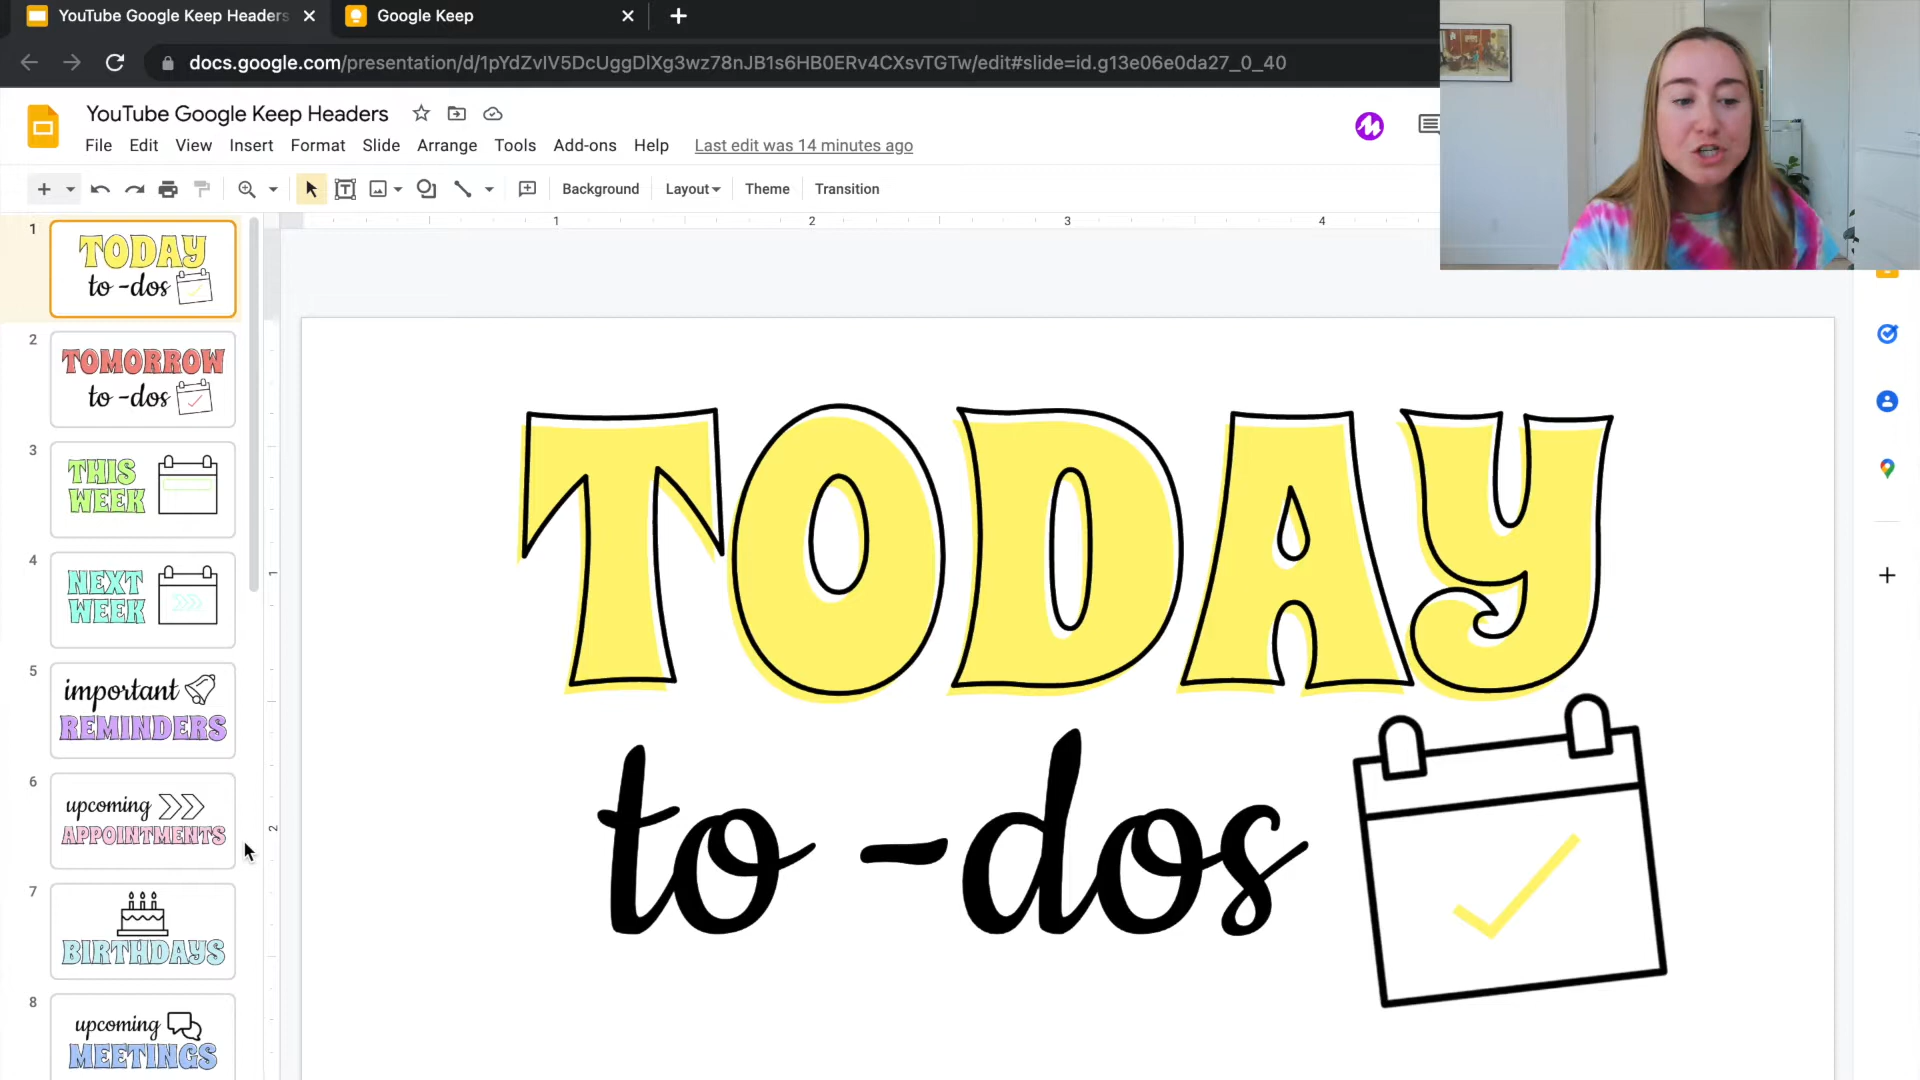 YouTube Google Keep Headers
Google Keep
docs.google.com/presentation/d/1pYdZvIV5DcUggDlXg3wz78nJB1s6HB0ERv4CXsvTGTw/edit#slide=id.g13e06e0da27_0_40
YouTube Google Keep Headers
File Edit View Insert Format Slide Arrange Tools Add-ons Help Last edit was 14 minutes ago
Background Layout Theme Transition
1 2 3 4
1
TODAY
to -dos
2
TOMORROW
to -dos
3
THIS
WEEK
4
NEXT
WEEK
5
important
REMINDERS
6
upcoming
APPOINTMENTS
7
BIRTHDAYS
8
upcoming
MEETINGS
1
2
TODAY
to -dos